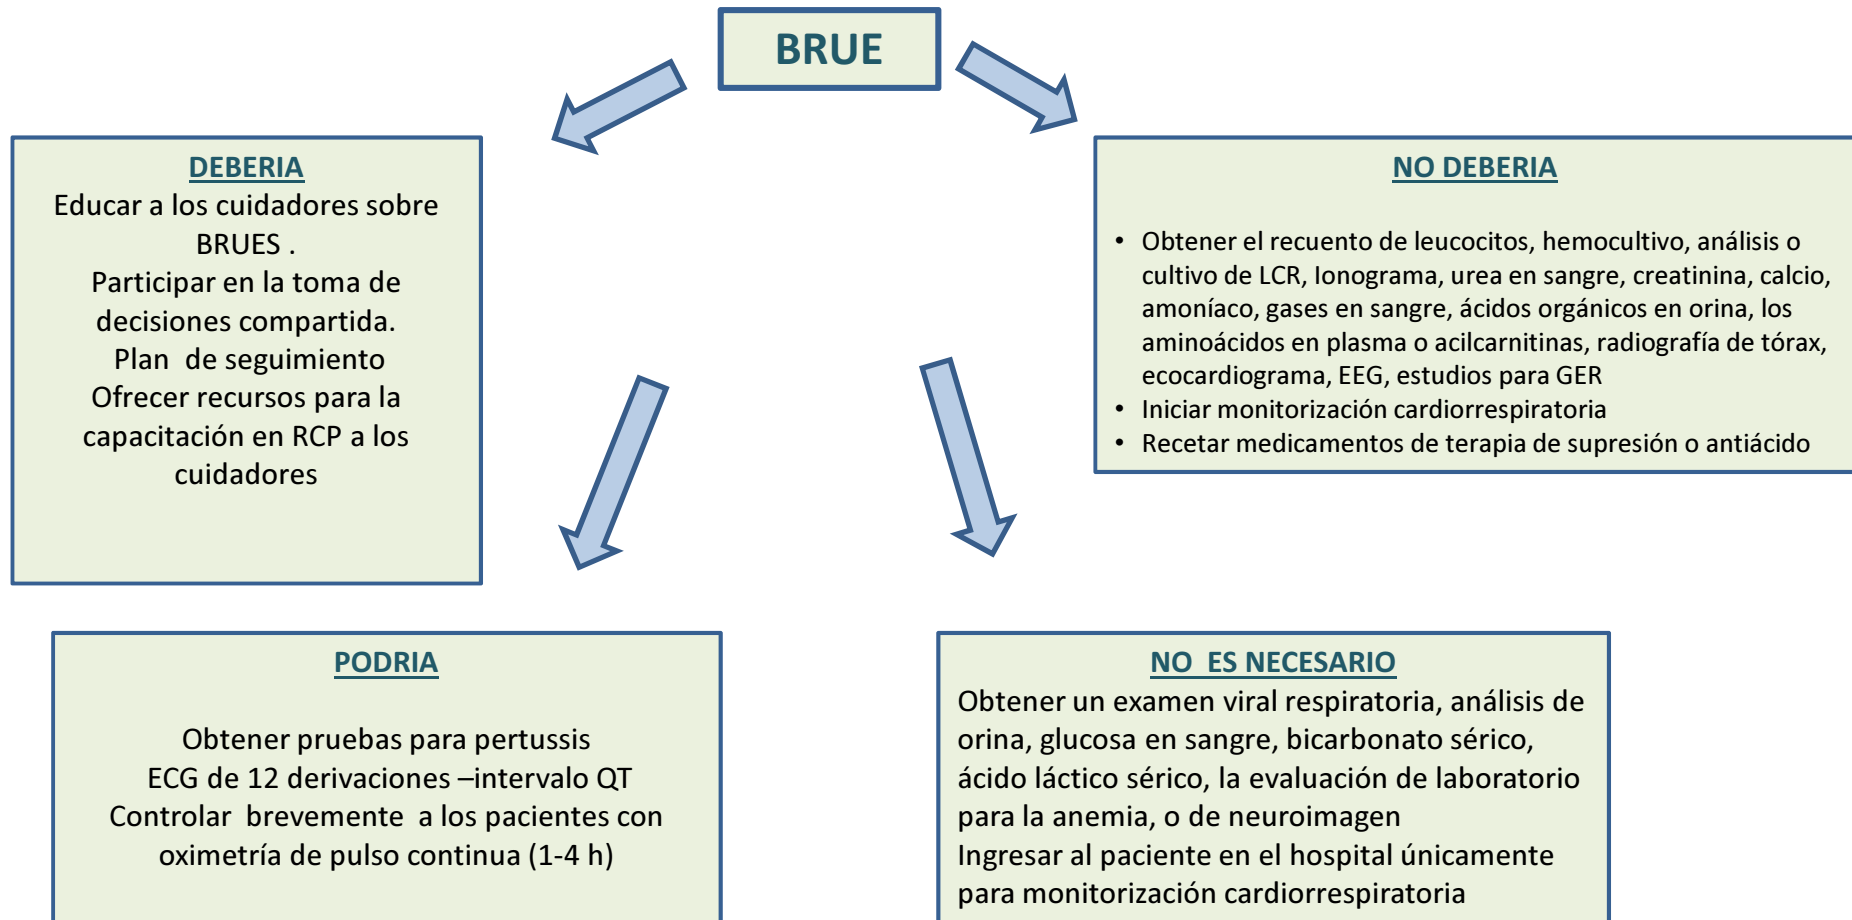 BRUE
DEBERIA
Educar a los cuidadores sobre
BRUES .
Participar en la toma de
decisiones compartida.
Plan de seguimiento
Ofrecer recursos para la
capacitación en RCP a los
cuidadores
NO DEBERIA
• Obtener el recuento de leucocitos, hemocultivo, análisis o
cultivo de LCR, Ionograma, urea en sangre, creatinina, calcio,
amoníaco, gases en sangre, ácidos orgánicos en orina, los
aminoácidos en plasma o acilcarnitinas, radiografía de tórax,
ecocardiograma, EEG, estudios para GER
• Iniciar monitorización cardiorrespiratoria
• Recetar medicamentos de terapia de supresión o antiácido
PODRIA
Obtener pruebas para pertussis
ECG de 12 derivaciones –intervalo QT
Controlar brevemente a los pacientes con
oximetría de pulso continua (1-4 h)
NO ES NECESARIO
Obtener un examen viral respiratoria, análisis de
orina, glucosa en sangre, bicarbonato sérico,
ácido láctico sérico, la evaluación de laboratorio
para la anemia, o de neuroimagen
Ingresar al paciente en el hospital únicamente
para monitorización cardiorrespiratoria